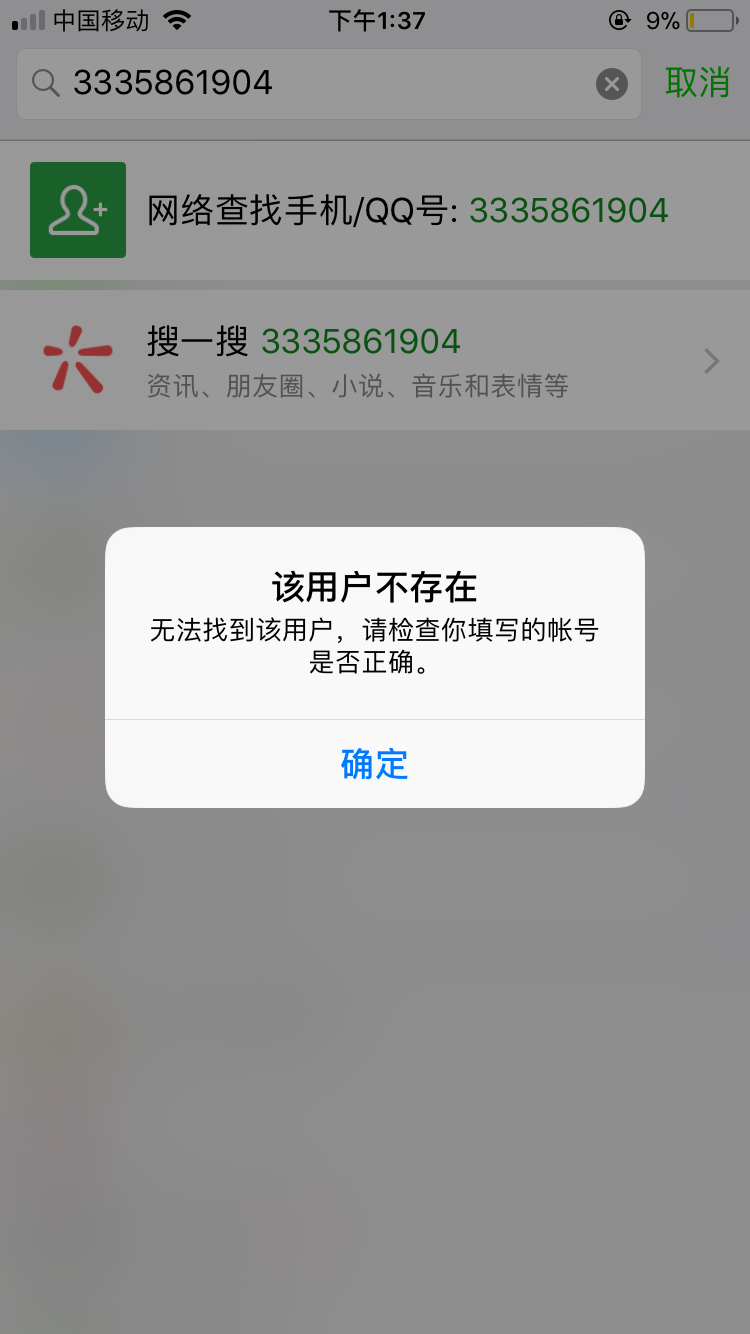 中国移动 下午1:37 9%
3335861904 取消
网络查找手机/QQ号: 3335861904
搜一搜 3335861904
资讯、朋友圈、小说、音乐和表情等
该用户不存在
无法找到该用户，请检查你填写的帐号
是否正确。
确定